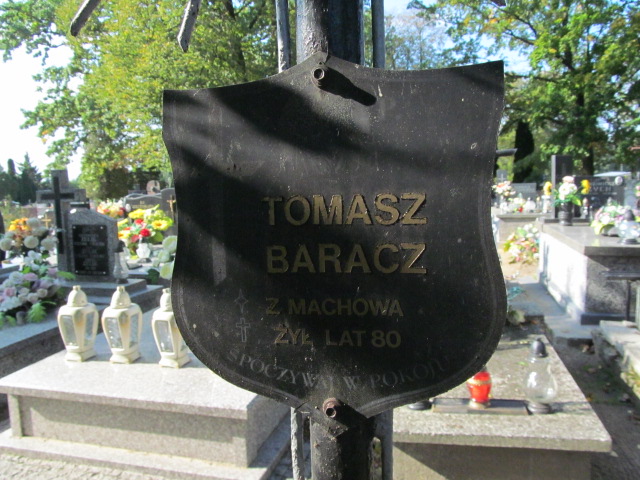 TOMASZ
BARACZ
Z MACHOWA
ŻYŁ LAT 80
SPOCZYWAJ W POKOJU